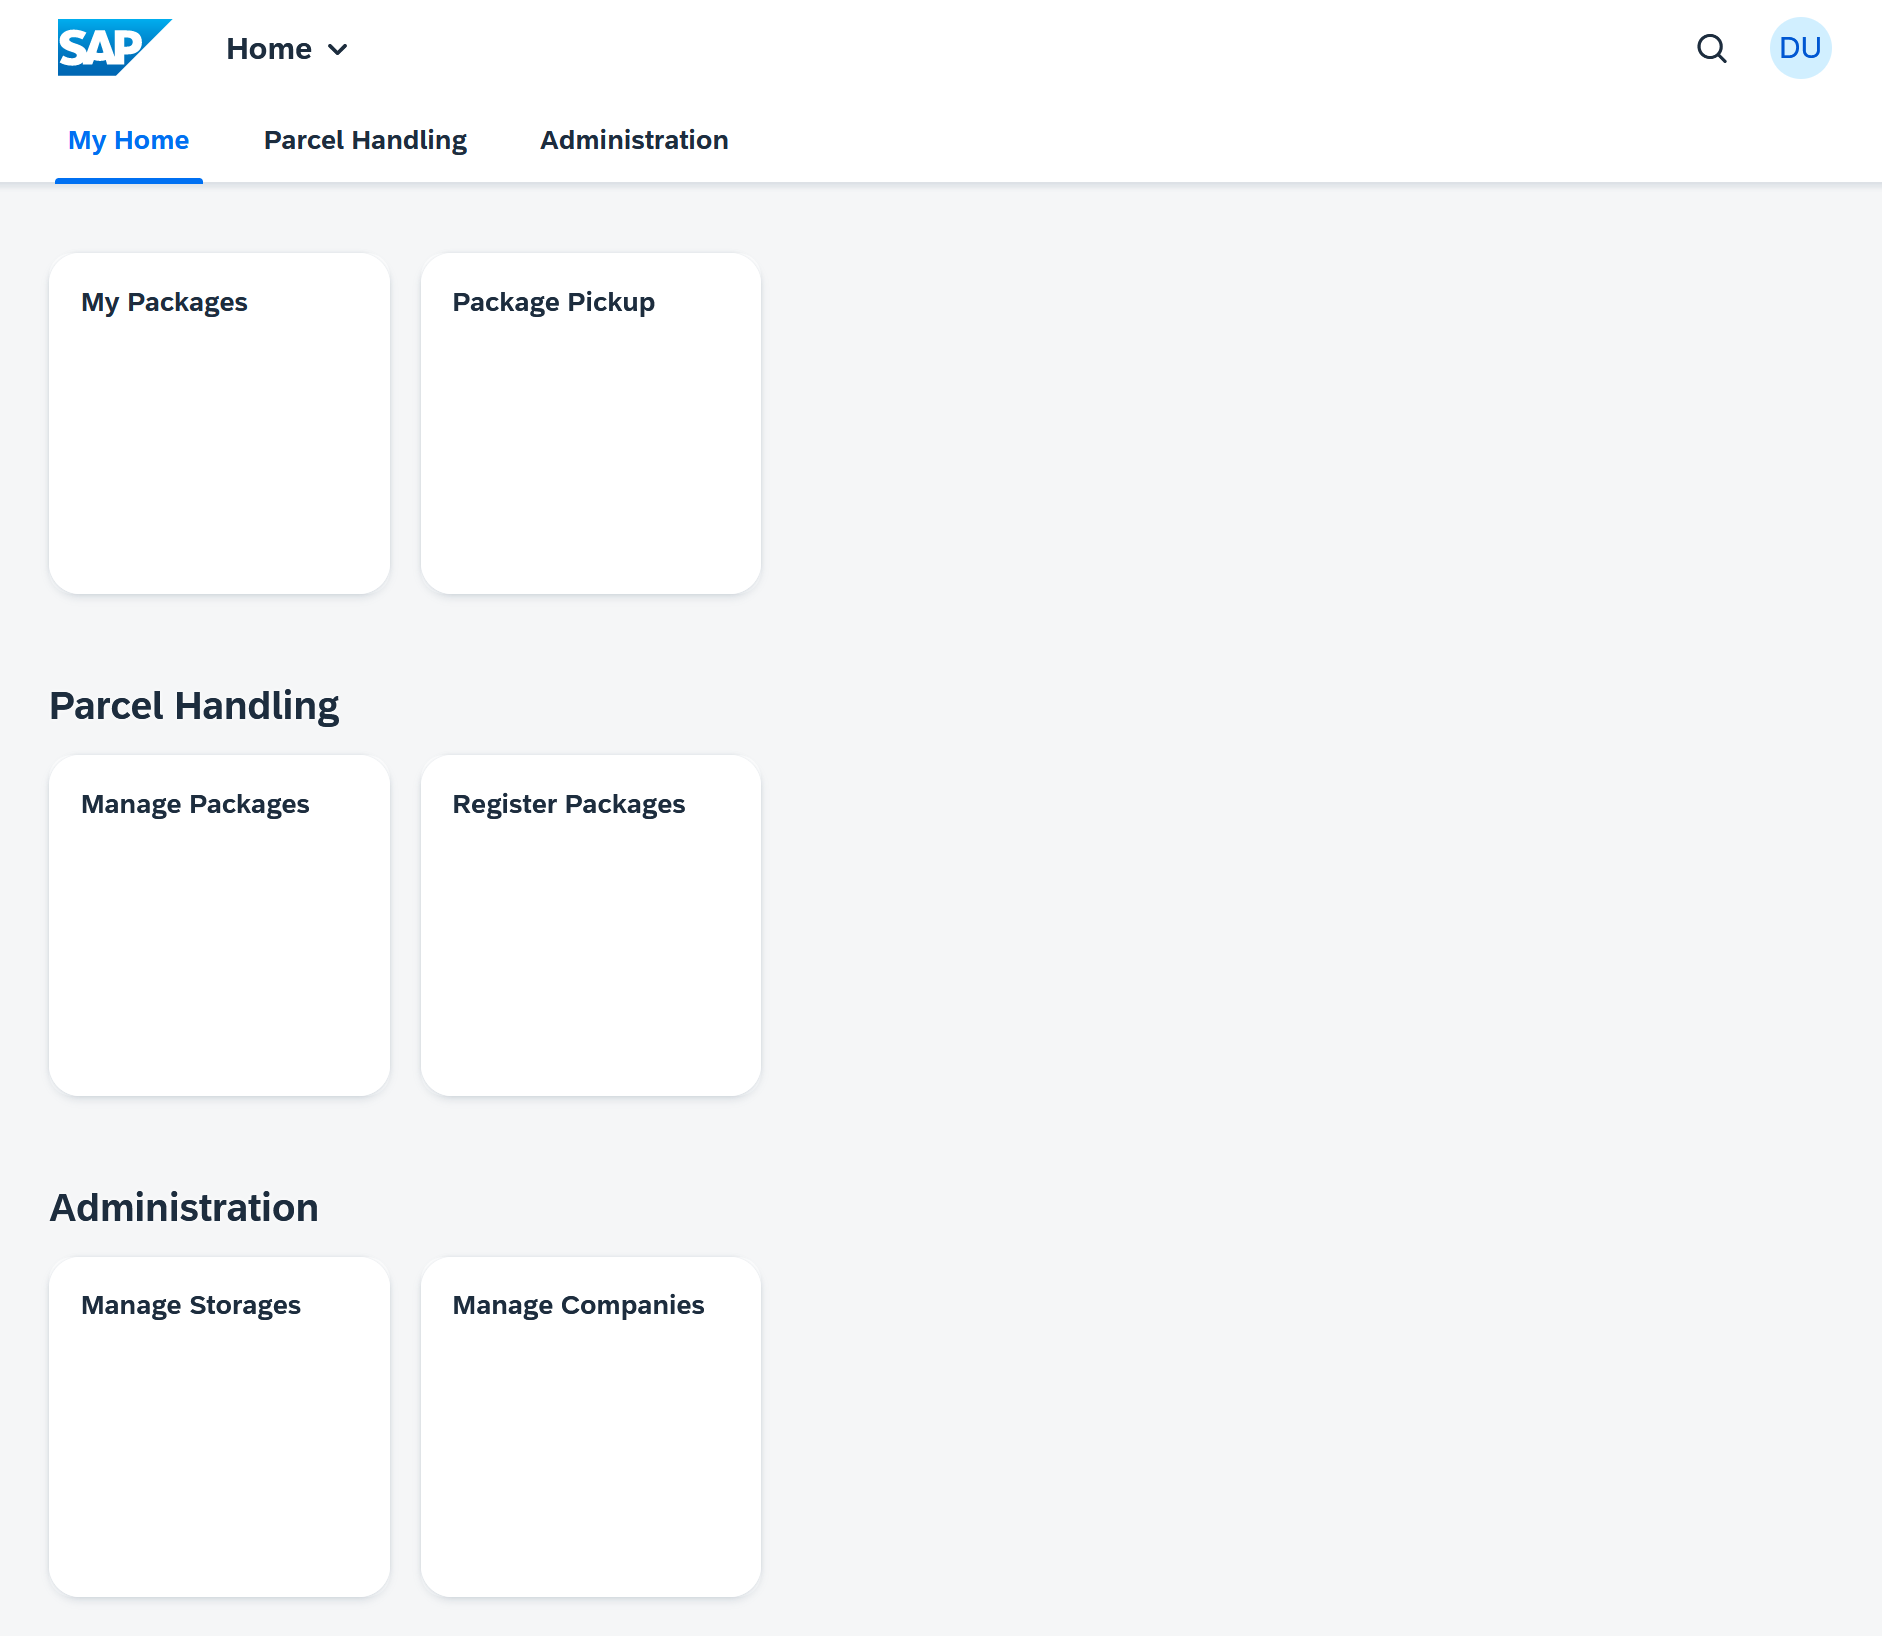 SAP
Home
DU
My Home
Parcel Handling
Administration
My Packages
Package Pickup
Parcel Handling
Manage Packages
Register Packages
Administration
Manage Storages
Manage Companies